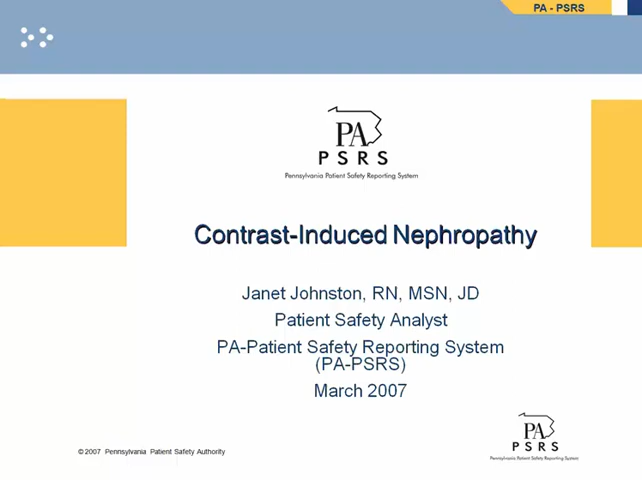 PA - PSRS
PA
PSRS
Pennsylvania Patient Safety Reporting System
Contrast-Induced Nephropathy
Janet Johnston, RN, MSN, JD
Patient Safety Analyst
PA-Patient Safety Reporting System
(PA-PSRS)
March 2007
©2007 Pennsylvania Patient Safety Authority
PA
PSRS
Pennsylvania Patient Safety Reporting System